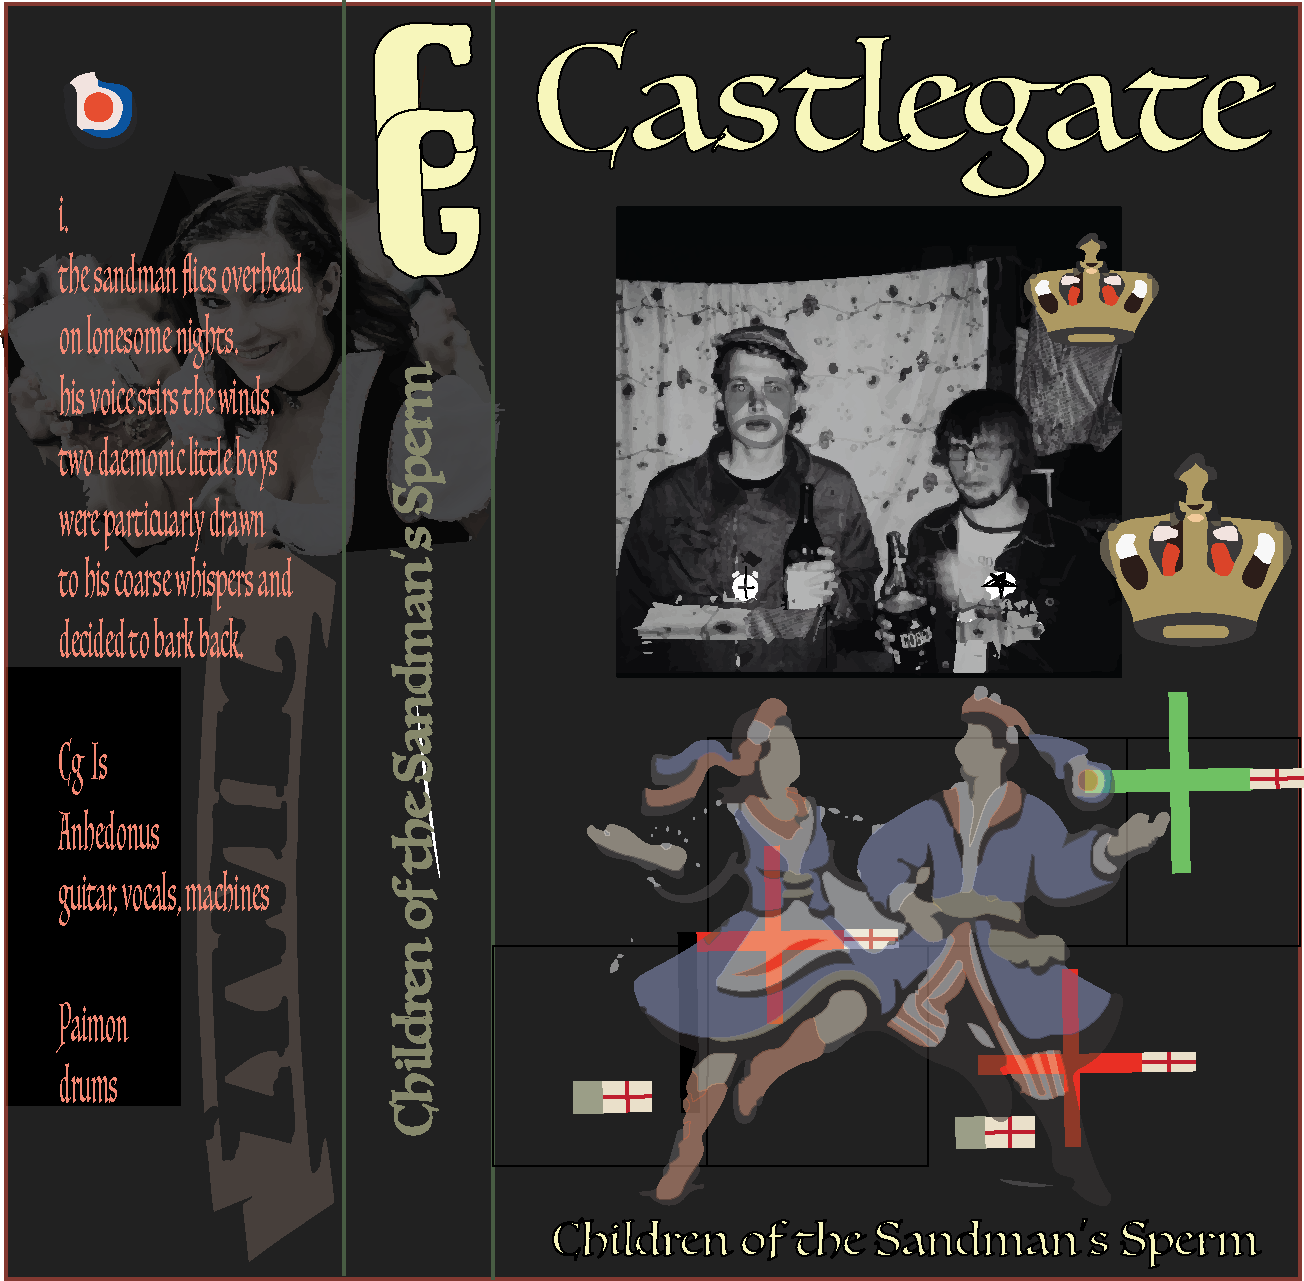 i.
the sandman flies overhead
on lonesome nights.
his voice stirs the winds.
two daemonic little boys
were particuarly drawn
to his coarse whispers and
decided to bark back.
Cg Is
Anhedonus
guitar, vocals, machines
Paimon
drums
CG
Children of the Sandman's Sperm
Castlegate
Children of the Sandman's Sperm